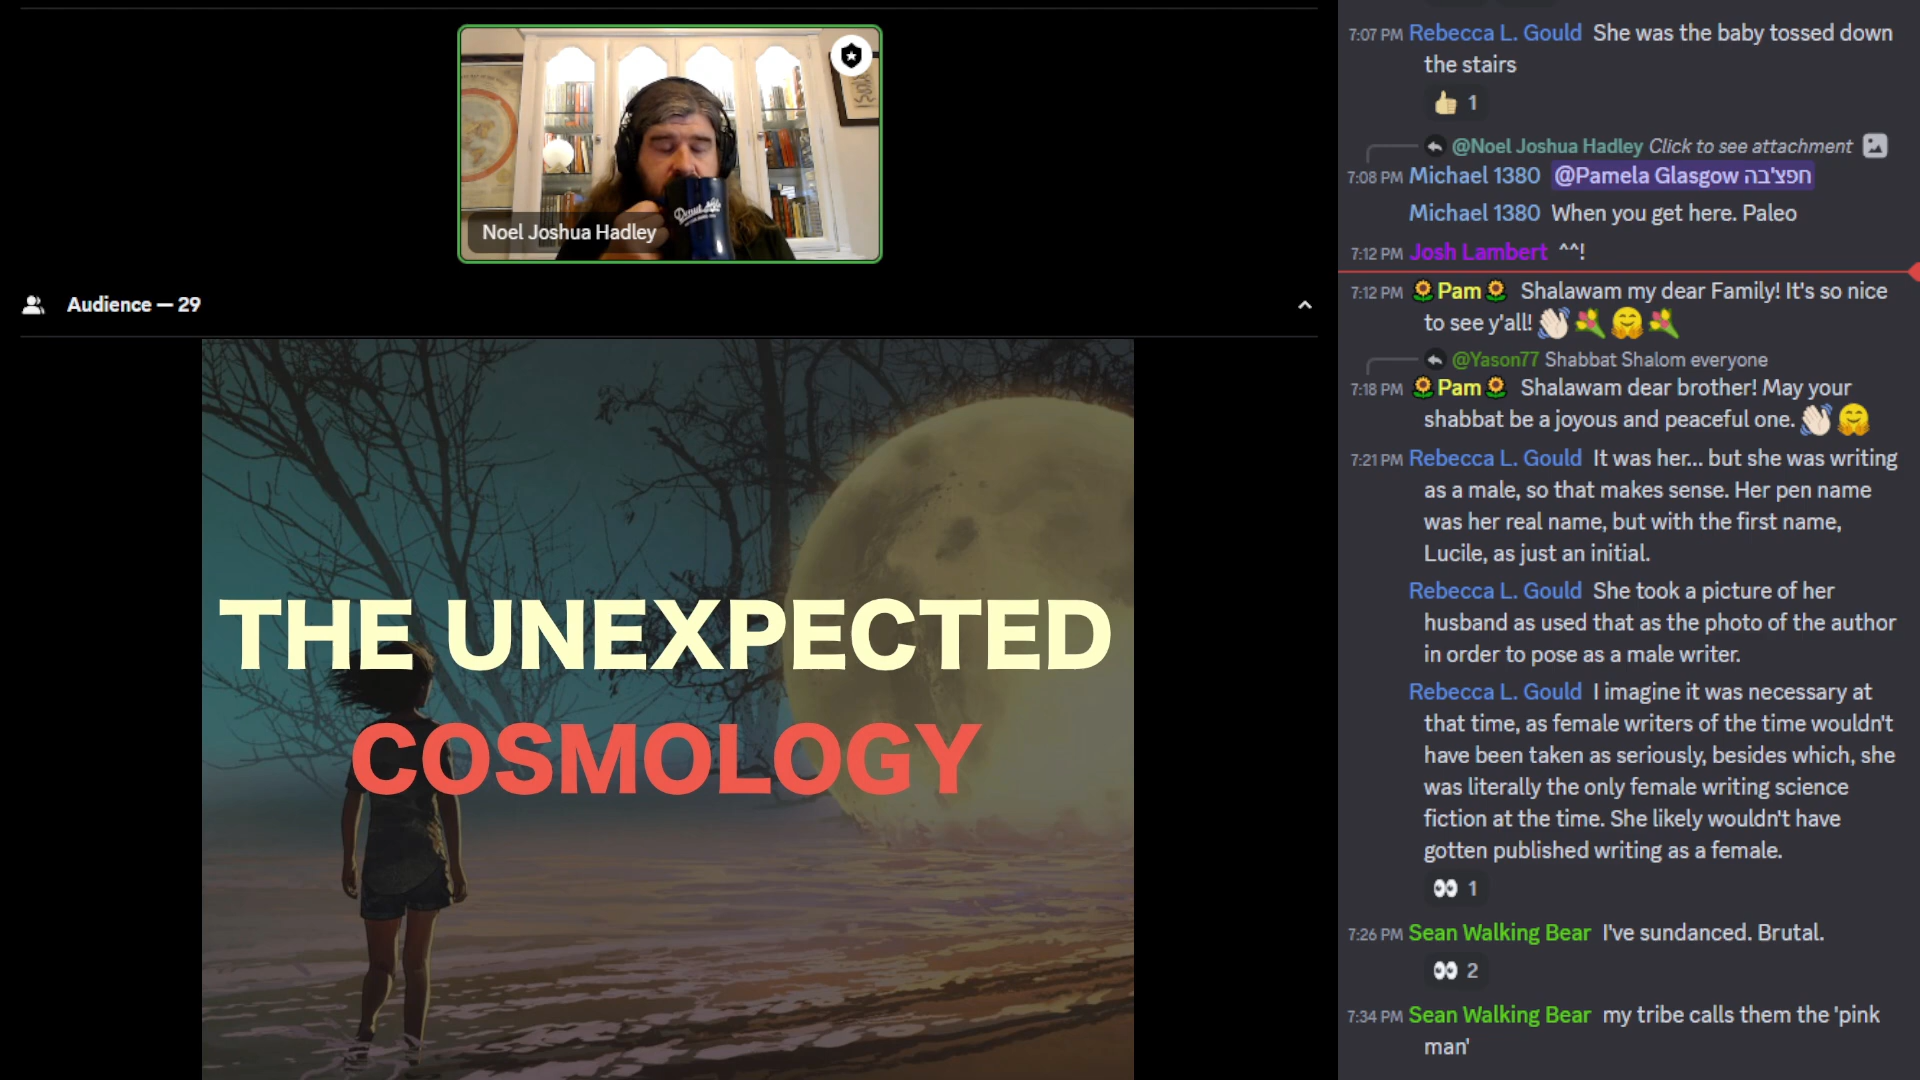 Noel Joshua Hadley
Audience — 29
THE UNEXPECTED
COSMOLOGY
7:07 PM Rebecca L. Gould She was the baby tossed down
the stairs
👍 1
@Noel Joshua Hadley Click to see attachment
7:08 PM Michael 1380 @Pamela Glasgow חפצ'בה
Michael 1380 When you get here. Paleo
7:12 PM Josh Lambert ^^!
7:12 PM 🌻Pam🌻 Shalawam my dear Family! It's so nice
to see y'all! 👋🏻💐🤗💐
@Yason77 Shabbat Shalom everyone
7:18 PM 🌻Pam🌻 Shalawam dear brother! May your
shabbat be a joyous and peaceful one. 👋🏻🤗
7:21 PM Rebecca L. Gould It was her... but she was writing
as a male, so that makes sense. Her pen name
was her real name, but with the first name,
Lucile, as just an initial.
Rebecca L. Gould She took a picture of her
husband as used that as the photo of the author
in order to pose as a male writer.
Rebecca L. Gould I imagine it was necessary at
that time, as female writers of the time wouldn't
have been taken as seriously, besides which, she
was literally the only female writing science
fiction at the time. She likely wouldn't have
gotten published writing as a female.
👀 1
7:26 PM Sean Walking Bear I've sundanced. Brutal.
👀 2
7:34 PM Sean Walking Bear my tribe calls them the 'pink
man'